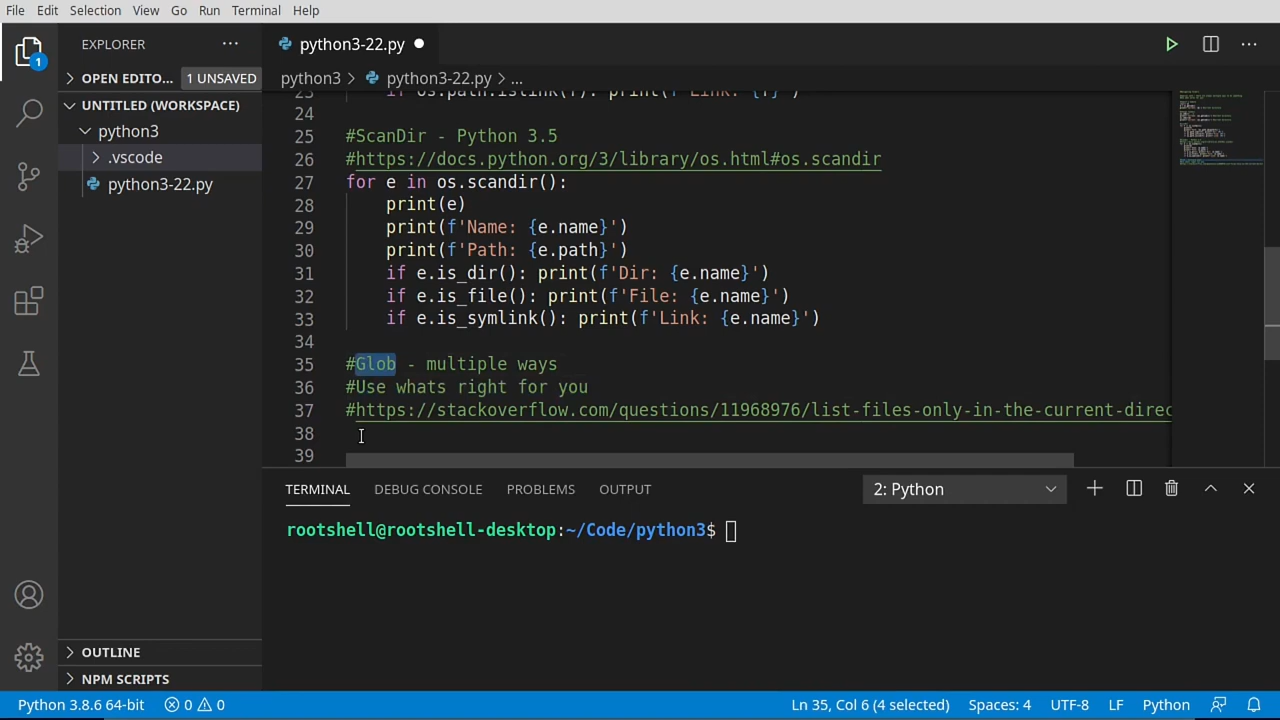 File Edit Selection View Go Run Terminal Help
EXPLORER ···
python3-22.py
OPEN EDITO... 1 UNSAVED
python3 > python3-22.py > ...
1
UNTITLED (WORKSPACE)
python3
.vscode
python3-22.py
24
25 #ScanDir - Python 3.5
26 #https://docs.python.org/3/library/os.html#os.scandir
27 for e in os.scandir():
28 print(e)
29 print(f'Name: {e.name}')
30 print(f'Path: {e.path}')
31 if e.is_dir(): print(f'Dir: {e.name}')
32 if e.is_file(): print(f'File: {e.name}')
33 if e.is_symlink(): print(f'Link: {e.name}')
34
35 #Glob - multiple ways
36 #Use whats right for you
37 #https://stackoverflow.com/questions/11968976/list-files-only-in-the-current-direc
38
39
TERMINAL DEBUG CONSOLE PROBLEMS OUTPUT 2: Python
rootshell@rootshell-desktop:~/Code/python3$
OUTLINE
NPM SCRIPTS
Python 3.8.6 64-bit 0 0 Ln 35, Col 6 (4 selected) Spaces: 4 UTF-8 LF Python